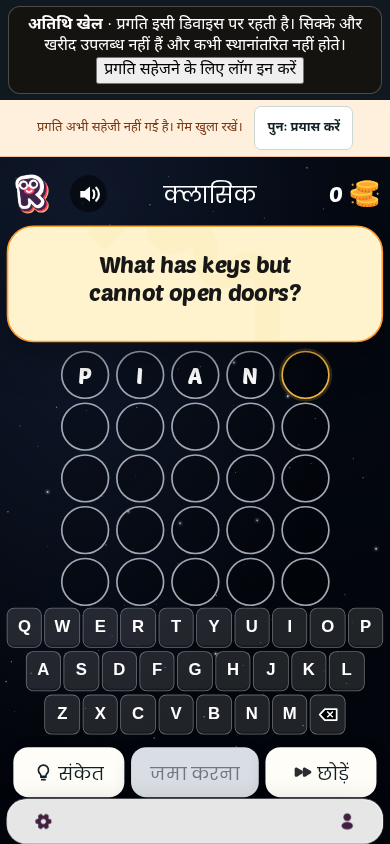 अतिथि खेल · प्रगति इसी डिवाइस पर रहती है। सिक्के और
खरीद उपलब्ध नहीं हैं और कभी स्थानांतरित नहीं होते।
प्रगति सहेजने के लिए लॉग इन करें
प्रगति अभी सहेजी नहीं गई है। गेम खुला रखें।
पुनः प्रयास करें
R
क्लासिक
0
What has keys but
cannot open doors?
P I A N
Q W E R T Y U I O P
A S D F G H J K L
Z X C V B N M
संकेत
जमा करना
छोड़ें